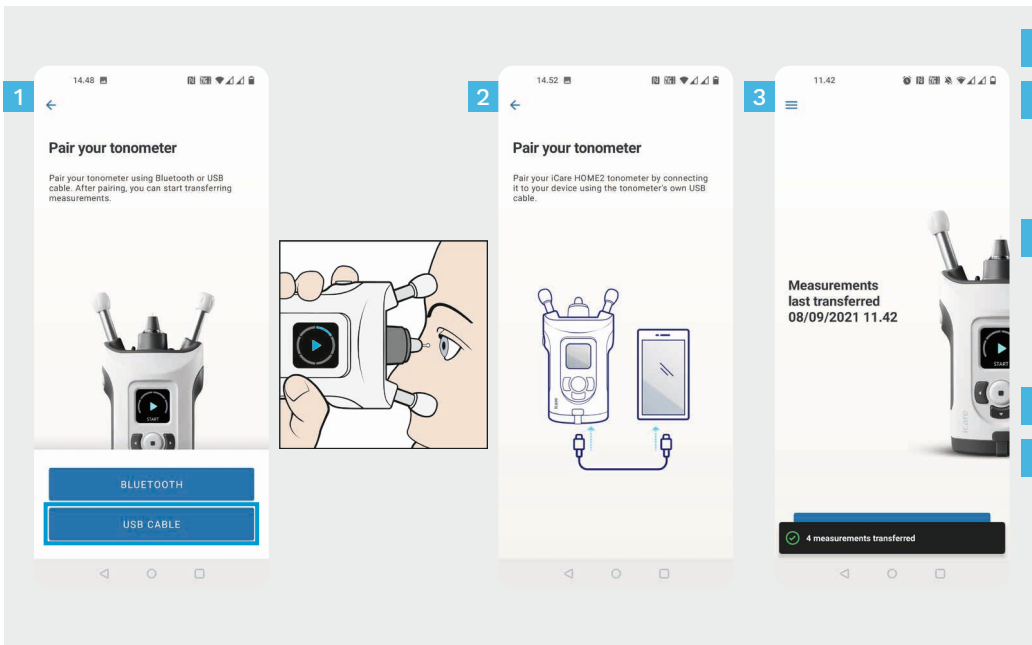 1
14.48
Pair your tonometer
Pair your tonometer using Bluetooth or USB
cable. After pairing, you can start transferring
measurements.
START
BLUETOOTH
USB CABLE
2
14.52
Pair your tonometer
Pair your iCare HOME2 tonometer by connecting
it to your device using the tonometer's own USB
cable.
icare
3
11.42
Measurements
last transferred
08/09/2021 11.42
START
icare
4 measurements transferred